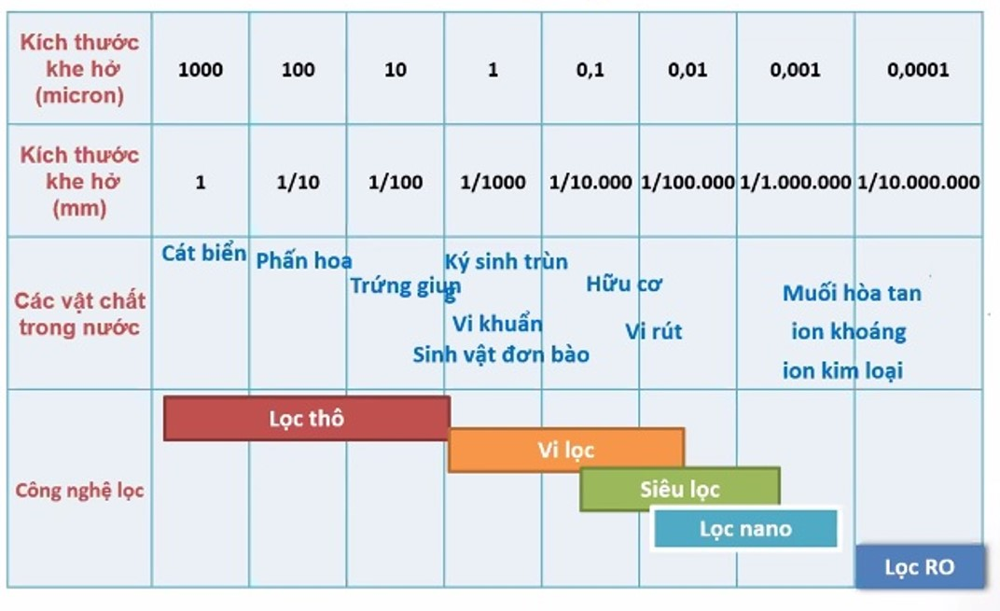 Kích thước
khe hở
(micron)
1000 100 10 1 0,1 0,01 0,001 0,0001
Kích thước
khe hở
(mm)
1 1/10 1/100 1/1000 1/10.000 1/100.000 1/1.000.000 1/10.000.000
Các vật chất
trong nước
Cát biển
Phấn hoa
Trứng giun
Ký sinh trùn
g
Vi khuẩn
Sinh vật đơn bào
Hữu cơ
Vi rút
Muối hòa tan
ion khoáng
ion kim loại
Công nghệ lọc
Lọc thô
Vi lọc
Siêu lọc
Lọc nano
Lọc RO